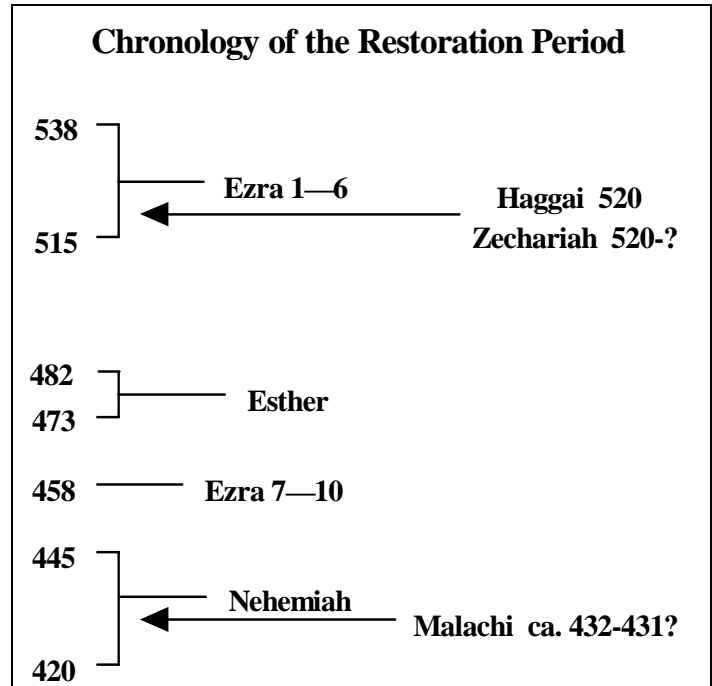 Chronology of the Restoration Period
538
Ezra 1—6
Haggai 520
515
Zechariah 520-?
482
Esther
473
458
Ezra 7—10
445
Nehemiah
Malachi ca. 432-431?
420